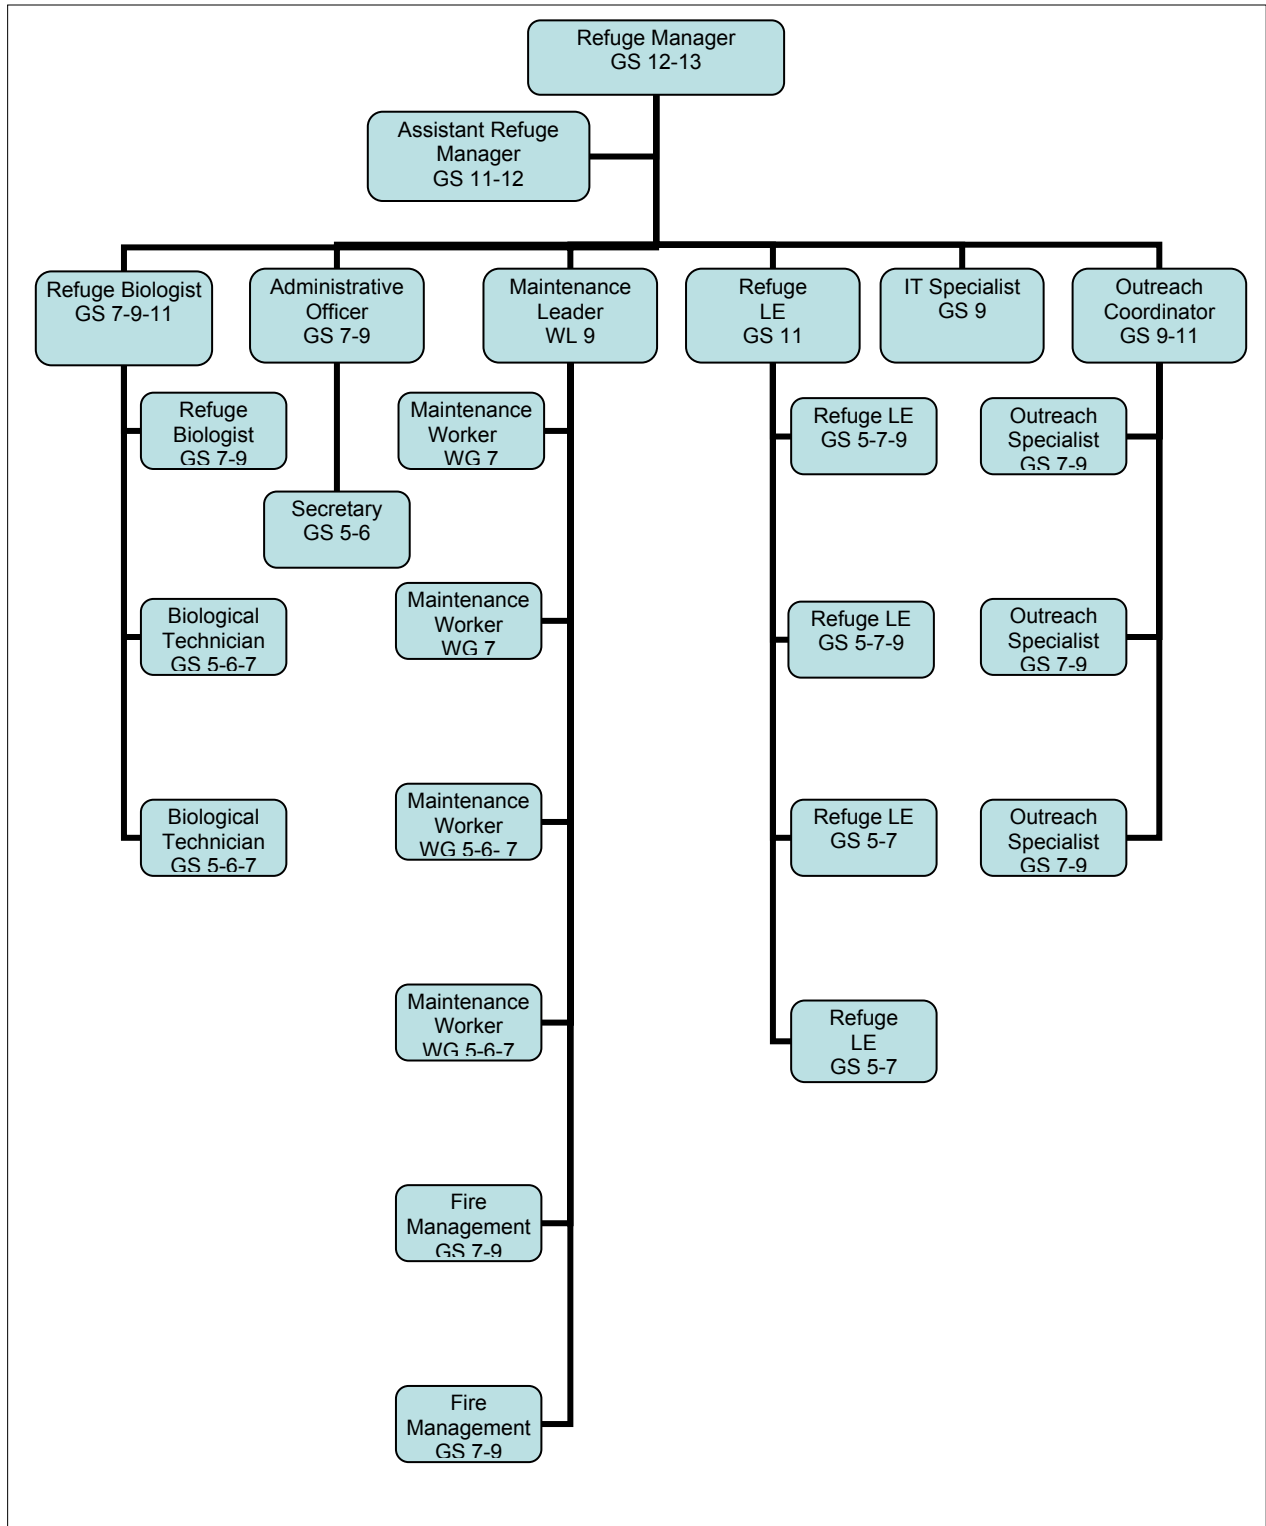 Refuge Manager
GS 12-13
Assistant Refuge
Manager
GS 11-12
Refuge Biologist
GS 7-9-11
Administrative
Officer
GS 7-9
Maintenance
Leader
WL 9
Refuge
LE
GS 11
IT Specialist
GS 9
Outreach
Coordinator
GS 9-11
Refuge
Biologist
GS 7-9
Biological
Technician
GS 5-6-7
Biological
Technician
GS 5-6-7
Secretary
GS 5-6
Maintenance
Worker
WG 7
Maintenance
Worker
WG 7
Maintenance
Worker
WG 5-6- 7
Maintenance
Worker
WG 5-6-7
Fire
Management
GS 7-9
Fire
Management
GS 7-9
Refuge LE
GS 5-7-9
Refuge LE
GS 5-7-9
Refuge LE
GS 5-7
Refuge
LE
GS 5-7
Outreach
Specialist
GS 7-9
Outreach
Specialist
GS 7-9
Outreach
Specialist
GS 7-9